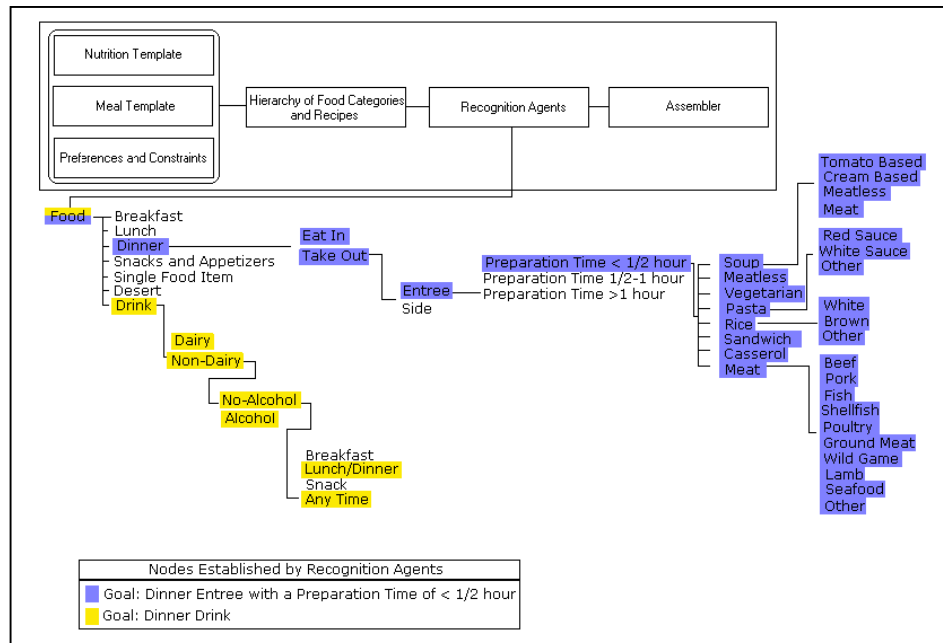 Nutrition Template
Meal Template
Preferences and Constraints
Hierarchy of Food Categories
and Recipes
Recognition Agents
Assembler
Food
Breakfast
Lunch
Dinner
Snacks and Appetizers
Single Food Item
Desert
Drink
Eat In
Take Out
Entree
Side
Preparation Time < 1/2 hour
Preparation Time 1/2-1 hour
Preparation Time >1 hour
Soup
Meatless
Vegetarian
Pasta
Rice
Sandwich
Casserol
Meat
Tomato Based
Cream Based
Meatless
Meat
Red Sauce
White Sauce
Other
White
Brown
Other
Beef
Pork
Fish
Shellfish
Poultry
Ground Meat
Wild Game
Lamb
Seafood
Other
Dairy
Non-Dairy
No-Alcohol
Alcohol
Breakfast
Lunch/Dinner
Snack
Any Time
Nodes Established by Recognition Agents
Goal: Dinner Entree with a Preparation Time of < 1/2 hour
Goal: Dinner Drink